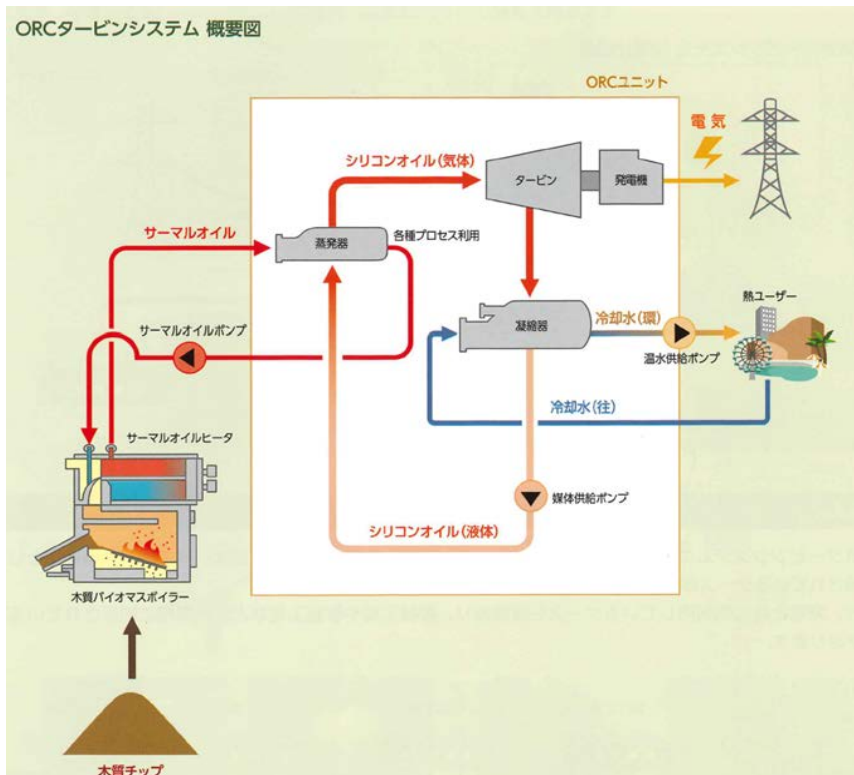 ORCタービンシステム 概要図
ORCユニット
電気
シリコンオイル(気体)
タービン
発電機
サーマルオイル
蒸発器
各種プロセス利用
熱ユーザー
凝縮器
冷却水(環)
サーマルオイルポンプ
温水供給ポンプ
冷却水(往)
サーマルオイルヒータ
媒体供給ポンプ
シリコンオイル(液体)
木質バイオマスボイラー
木質チップ